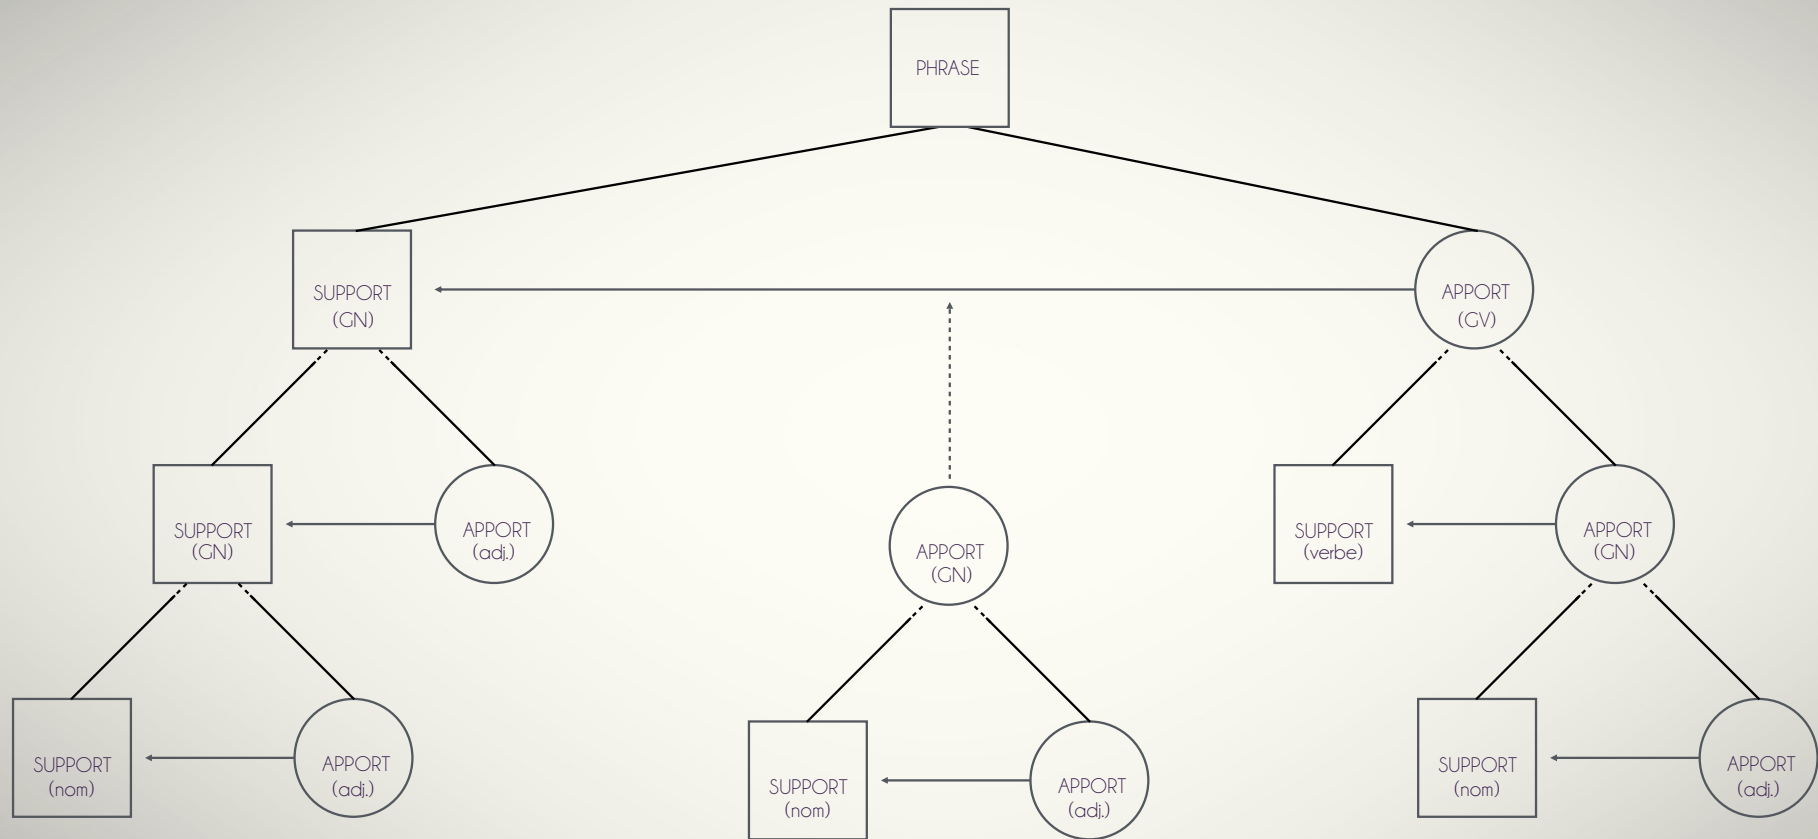 PHRASE
SUPPORT
(GN)
APPORT
(GV)
SUPPORT
(GN)
APPORT
(adj.)
APPORT
(GN)
SUPPORT
(verbe)
APPORT
(GN)
SUPPORT
(nom)
APPORT
(adj.)
SUPPORT
(nom)
APPORT
(adj.)
SUPPORT
(nom)
APPORT
(adj.)